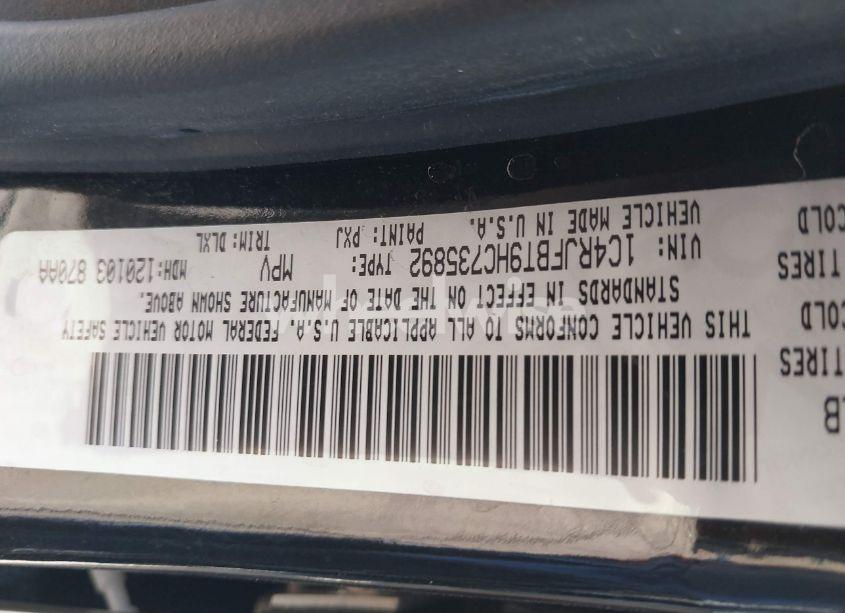 LB
TIRES
COLD
TIRES
COLD
THIS VEHICLE CONFORMS TO ALL APPLICABLE U.S.A. FEDERAL MOTOR VEHICLE SAFETY
STANDARDS IN EFFECT ON THE DATE OF MANUFACTURE SHOWN ABOVE.
VIN: 1C4RJFBT9HC735892 TYPE: MPV MDH:120103 870AA
VEHICLE MADE IN U.S.A. PAINT: PXJ TRIM:DLXL